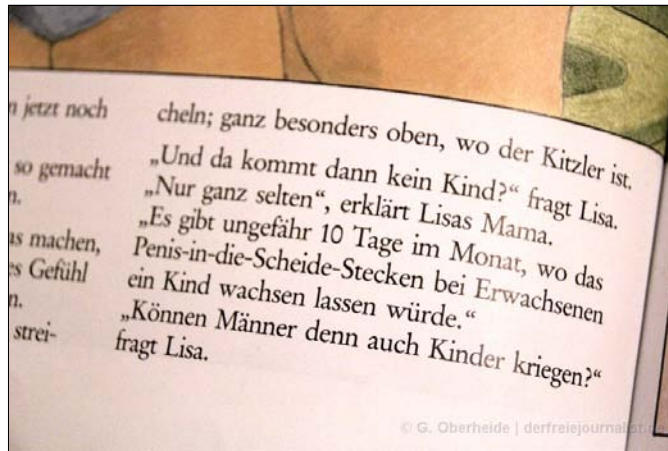 n jetzt noch
so gemacht
n.
as machen,
es Gefühl
n.
strei-
cheln; ganz besonders oben, wo der Kitzler ist.
„Und da kommt dann kein Kind?“ fragt Lisa.
„Nur ganz selten“, erklärt Lisas Mama.
„Es gibt ungefähr 10 Tage im Monat, wo das
Penis-in-die-Scheide-Stecken bei Erwachsenen
ein Kind wachsen lassen würde.“
„Können Männer denn auch Kinder kriegen?“
fragt Lisa.
© G. Oberheide | derfreiejournalist.de